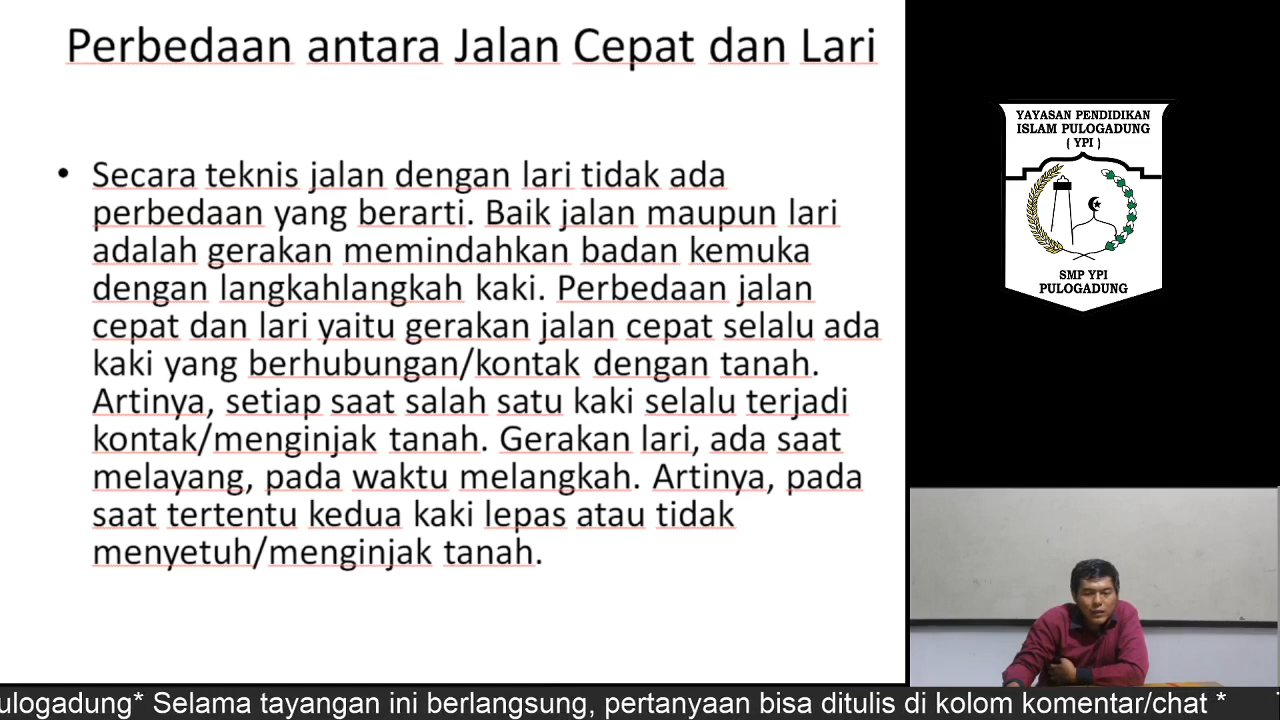 Perbedaan antara Jalan Cepat dan Lari
• Secara teknis jalan dengan lari tidak ada
perbedaan yang berarti. Baik jalan maupun lari
adalah gerakan memindahkan badan kemuka
dengan langkahlangkah kaki. Perbedaan jalan
cepat dan lari yaitu gerakan jalan cepat selalu ada
kaki yang berhubungan/kontak dengan tanah.
Artinya, setiap saat salah satu kaki selalu terjadi
kontak/menginjak tanah. Gerakan lari, ada saat
melayang, pada waktu melangkah. Artinya, pada
saat tertentu kedua kaki lepas atau tidak
menyetuh/menginjak tanah.
YAYASAN PENDIDIKAN
ISLAM PULOGADUNG
( YPI )
SMP YPI
PULOGADUNG
ulogadung* Selama tayangan ini berlangsung, pertanyaan bisa ditulis di kolom komentar/chat *